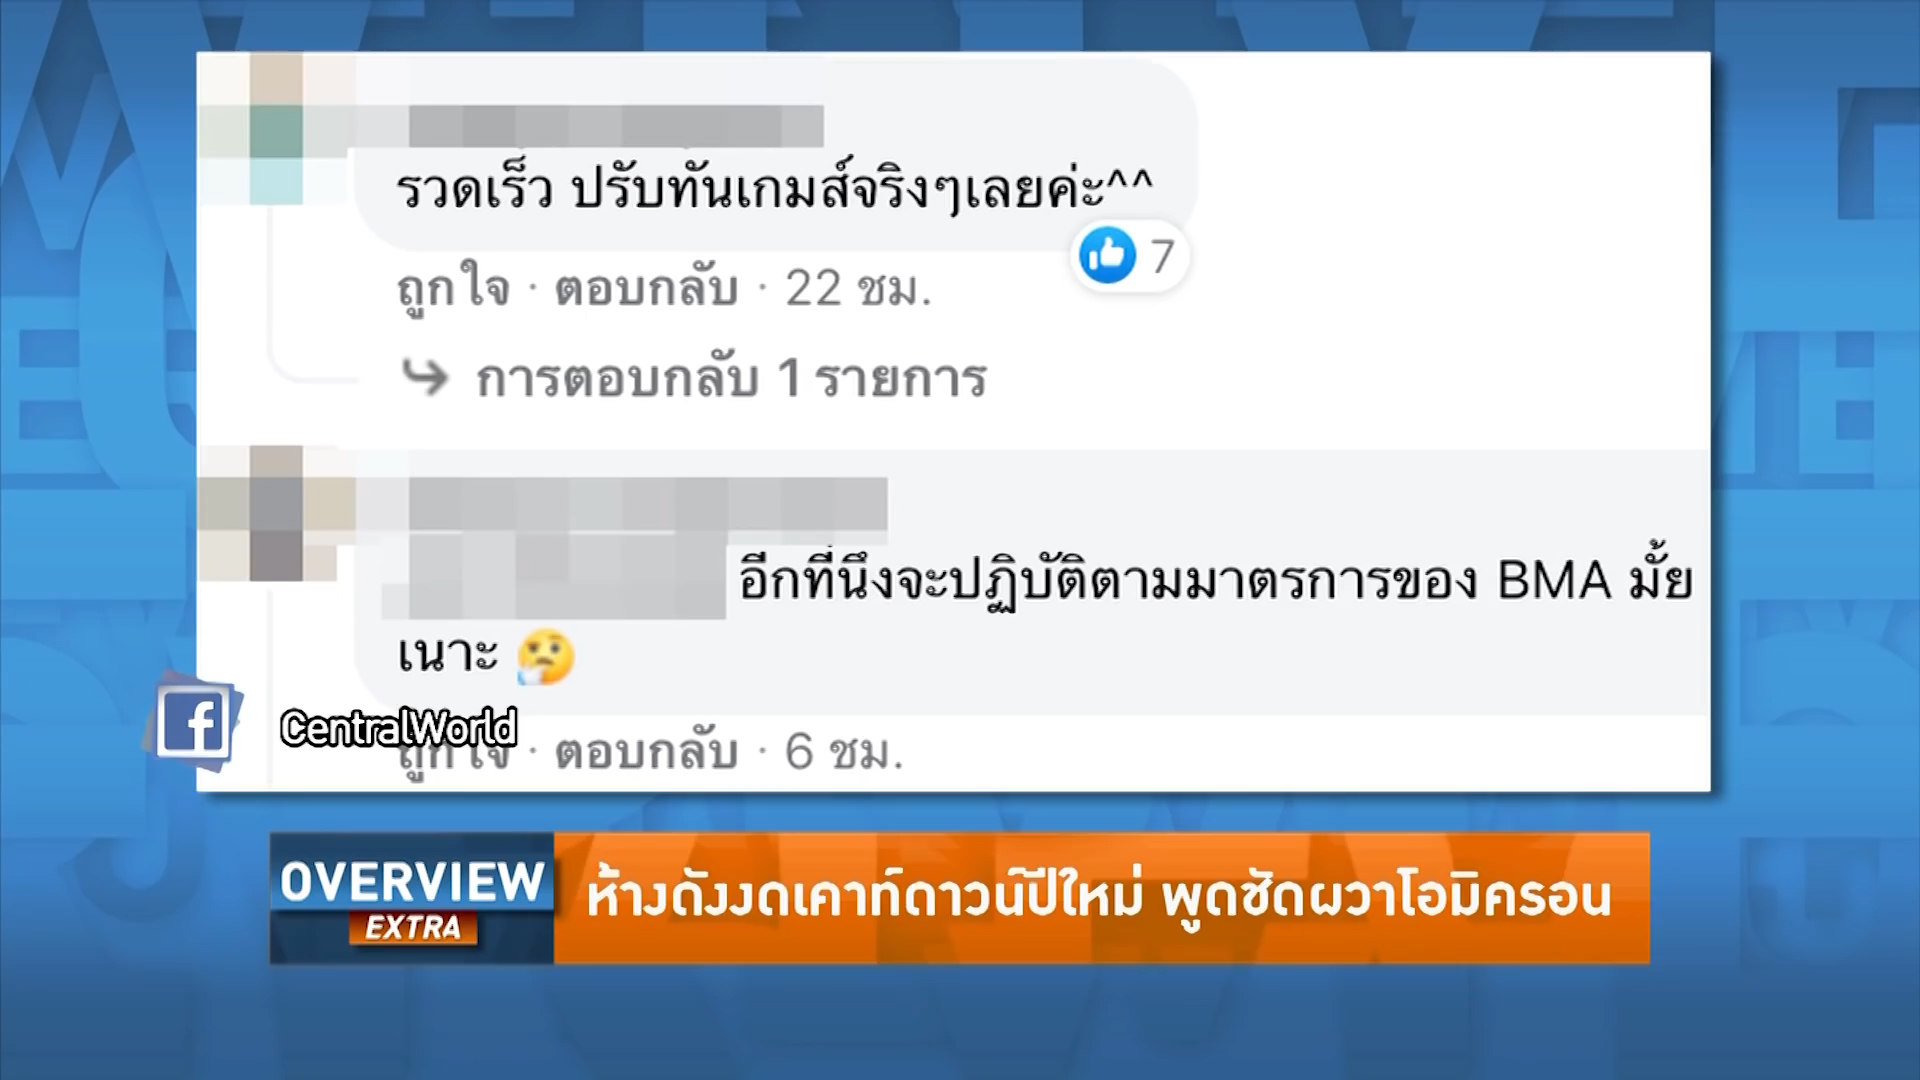 รวดเร็ว ปรับทันเกมส์จริงๆเลยค่ะ^^
7
ถูกใจ · ตอบกลับ · 22 ชม.
การตอบกลับ 1 รายการ
อีกที่นึงจะปฏิบัติตามมาตรการของ BMA มั้ย
เนาะ 🤔
CentralWorld
ถูกใจ · ตอบกลับ · 6 ชม.
OVERVIEW
EXTRA
ห้างดังงดเคาท์ดาวน์ปีใหม่ พูดชัดผวาโอมิครอน